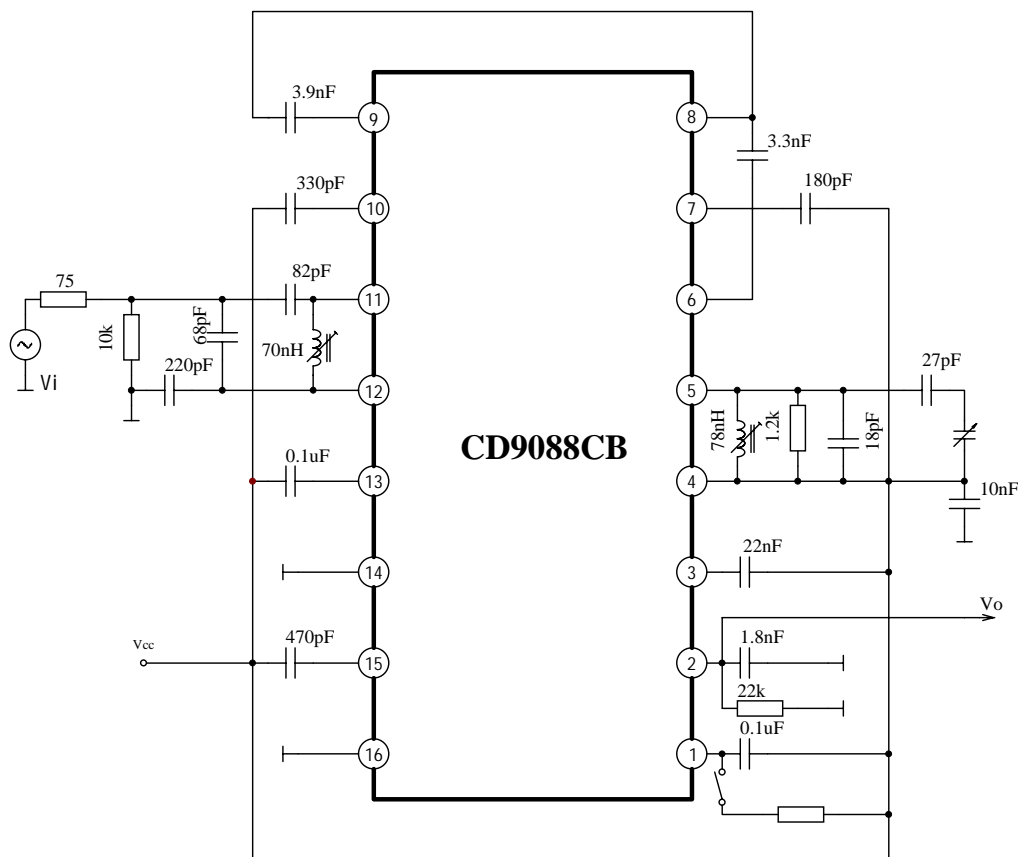 3.9nF
9
8
3.3nF
330pF
180pF
10
7
75
82pF
11
6
10k
68pF
70nH
Vi
220pF
27pF
12
5
78nH
1.2k
18pF
CD9088CB
0.1uF
13
4
10nF
22nF
14
3
Vo
Vcc
470pF
1.8nF
15
2
22k
0.1uF
16
1